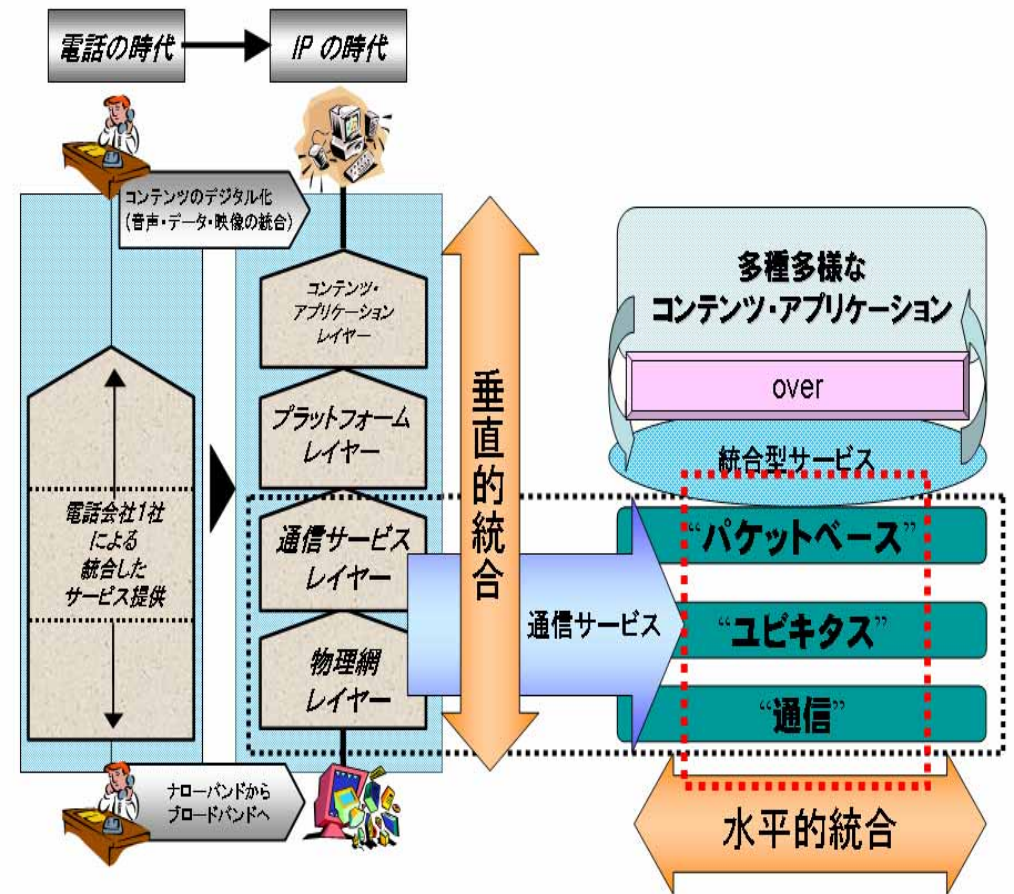 電話の時代
IP の時代
コンテンツのデジタル化
(音声・データ・映像の統合)
コンテンツ・
アプリケーション
レイヤー
プラットフォーム
レイヤー
通信サービス
レイヤー
物理網
レイヤー
電話会社1社
による
統合した
サービス提供
ナローバンドから
ブロードバンドへ
垂直的統合
通信サービス
多種多様な
コンテンツ・アプリケーション
over
統合型サービス
“パケットベース”
“ユビキタス”
“通信”
水平的統合